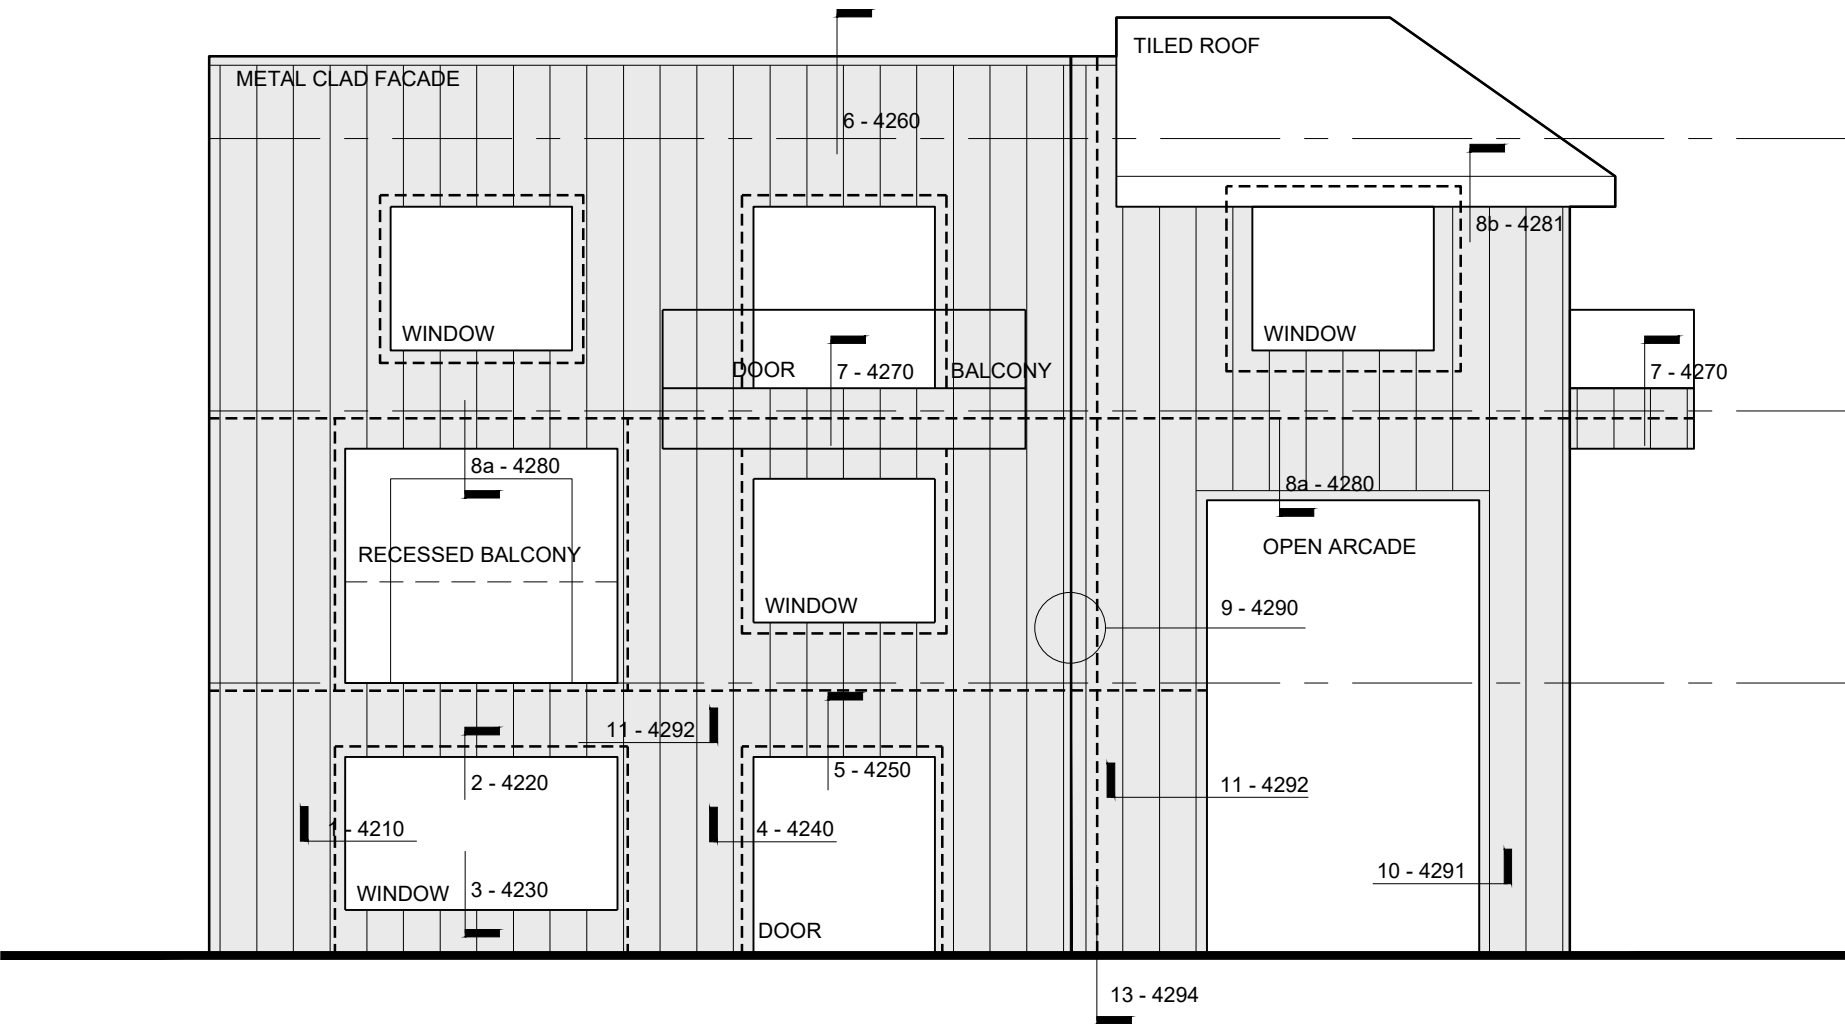 TILED ROOF
METAL CLAD FACADE
6 - 4260
8b - 4281
WINDOW
WINDOW
DOOR
7 - 4270
BALCONY
7 - 4270
8a - 4280
8a - 4280
RECESSED BALCONY
OPEN ARCADE
WINDOW
9 - 4290
11 - 4292
5 - 4250
2 - 4220
11 - 4292
1 - 4210
4 - 4240
10 - 4291
WINDOW
3 - 4230
DOOR
13 - 4294